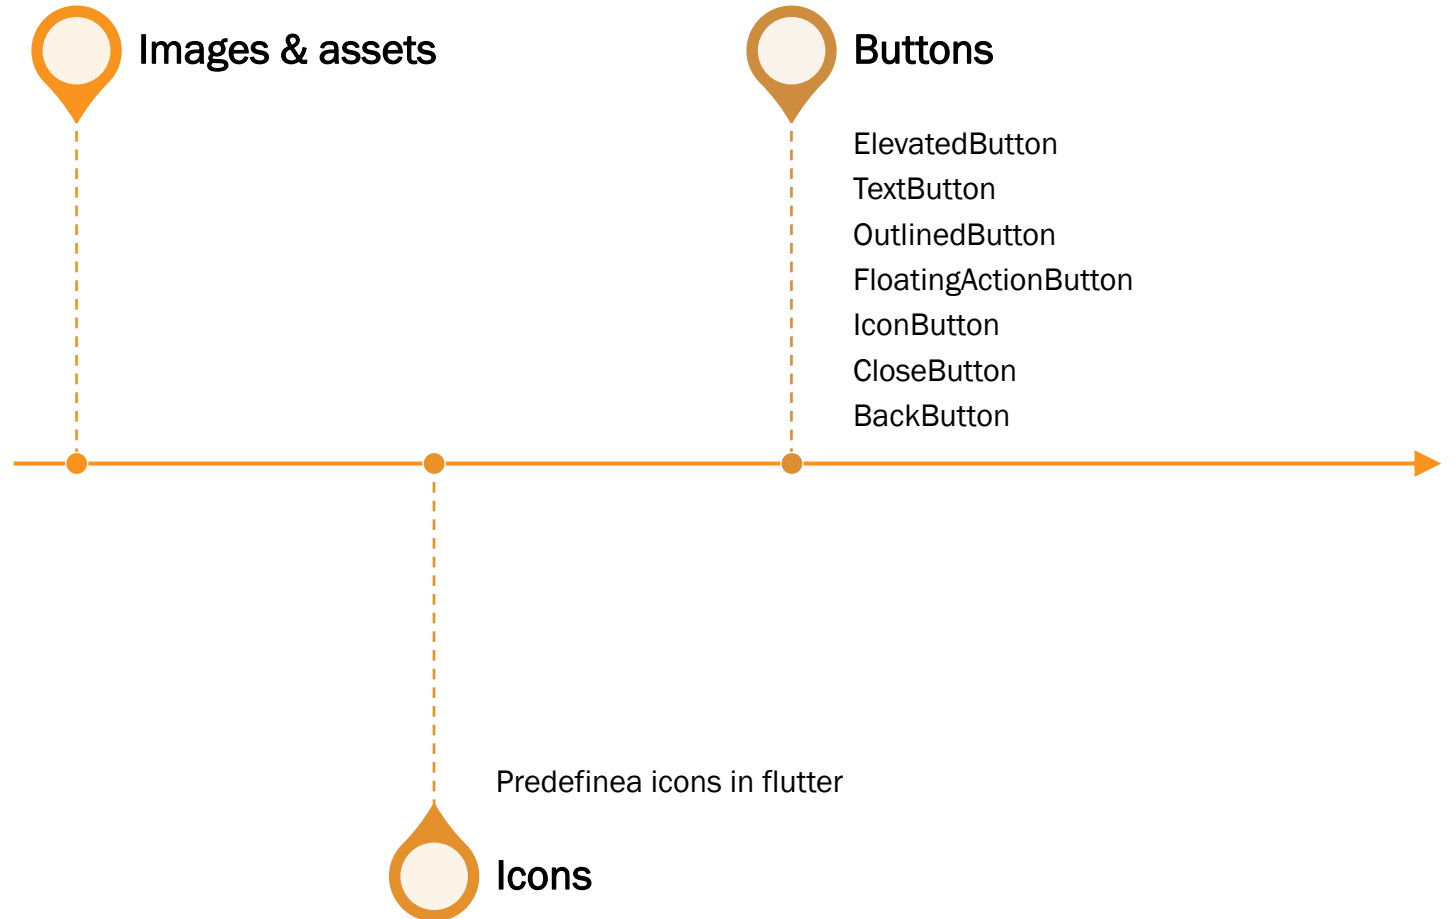 Images & assets
Buttons
ElevatedButton
TextButton
OutlinedButton
FloatingActionButton
IconButton
CloseButton
BackButton
Predefinea icons in flutter
Icons